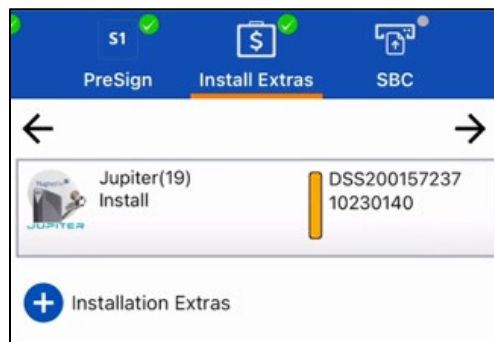 S1
$
PreSign
Install Extras
SBC
Jupiter(19)
Install
DSS200157237
10230140
JUPITER
Installation Extras